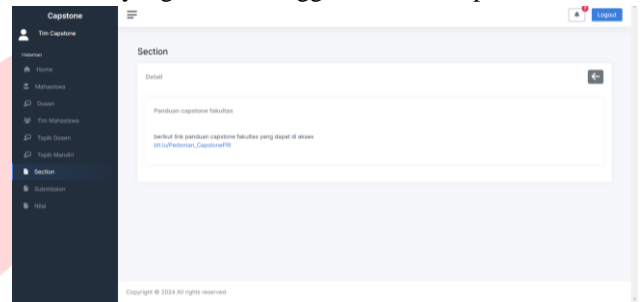 Capstone
Logout
Tim Capstone
Halaman
Home
Mahasiswa
Dosen
Tim Mahasiswa
Topik Dosen
Topik Mandiri
Section
Submission
Nilai
Section
Detail
Panduan capstone fakultas
berikut link panduan capstone fakultas yang dapat di akses
bit.ly/Pedoman_CapstoneFRI
Copyright © 2024 All rights reserved.